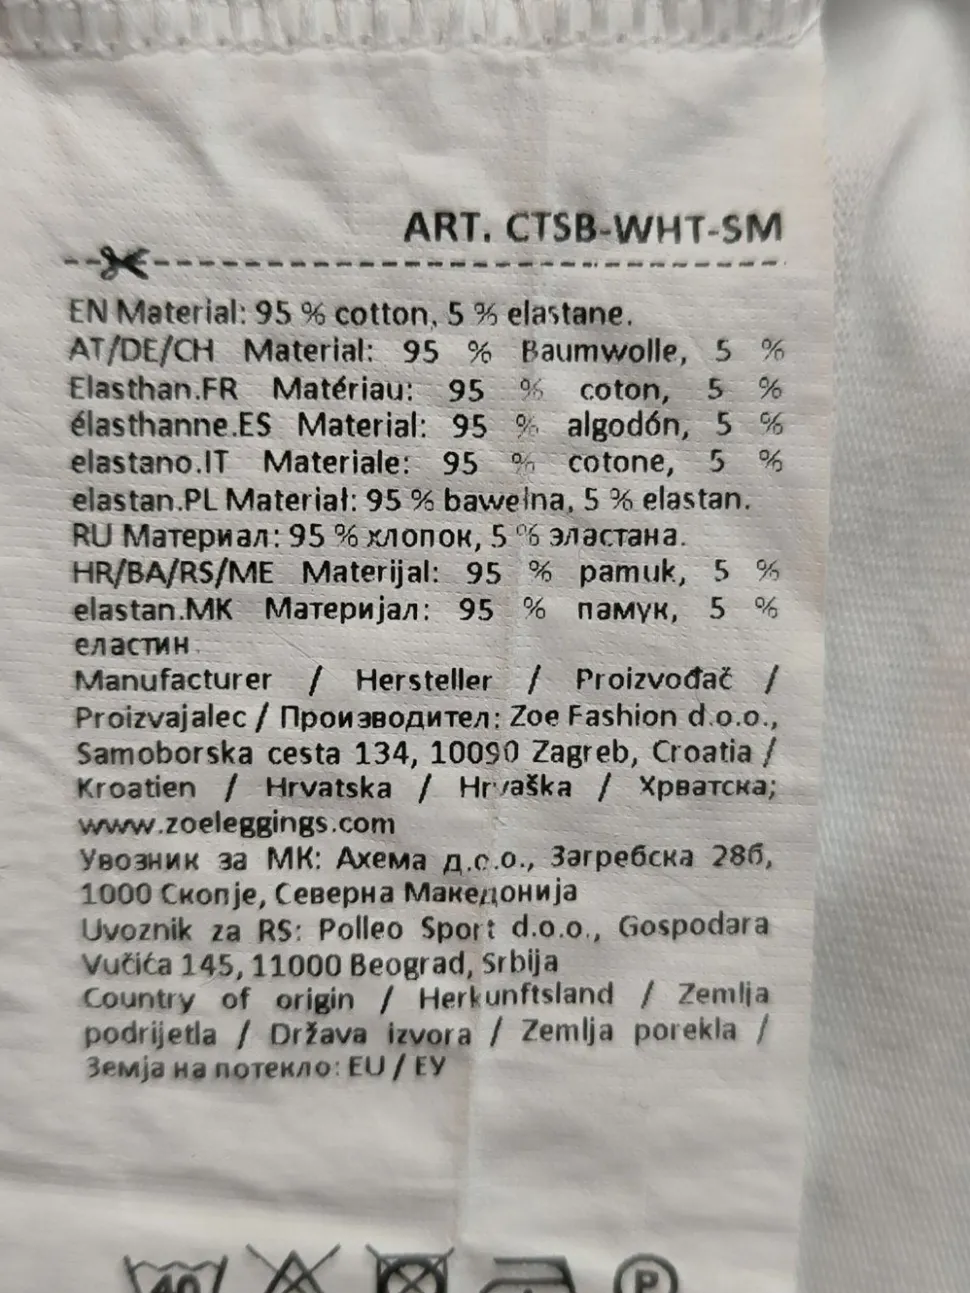 ART. CTSB-WHT-SM
EN Material: 95 % cotton, 5 % elastane.
AT/DE/CH Material: 95 % Baumwolle, 5 %
Elasthan.FR Matériau: 95 % coton, 5 %
élasthanne.ES Material: 95 % algodón, 5 %
elastano.IT Materiale: 95 % cotone, 5 %
elastan.PL Materiał: 95 % bawełna, 5 % elastan.
RU Материал: 95 % хлопок, 5 % эластана.
HR/BA/RS/ME Materijal: 95 % pamuk, 5 %
elastan.MK Материјал: 95 % памук, 5 %
еластин.
Manufacturer / Hersteller / Proizvođač /
Proizvajalec / Производител: Zoe Fashion d.o.o.,
Samoborska cesta 134, 10090 Zagreb, Croatia /
Kroatien / Hrvatska / Hrvaška / Хрватска;
www.zoeleggings.com
Увозник за МК: Ахема д.о.о., Загребска 28б,
1000 Скопје, Северна Македонија
Uvoznik za RS: Polleo Sport d.o.o., Gospodara
Vučića 145, 11000 Beograd, Srbija
Country of origin / Herkunftsland / Zemlja
podrijetla / Država izvora / Zemlja porekla /
Земја на потекло: EU / ЕУ
40 P